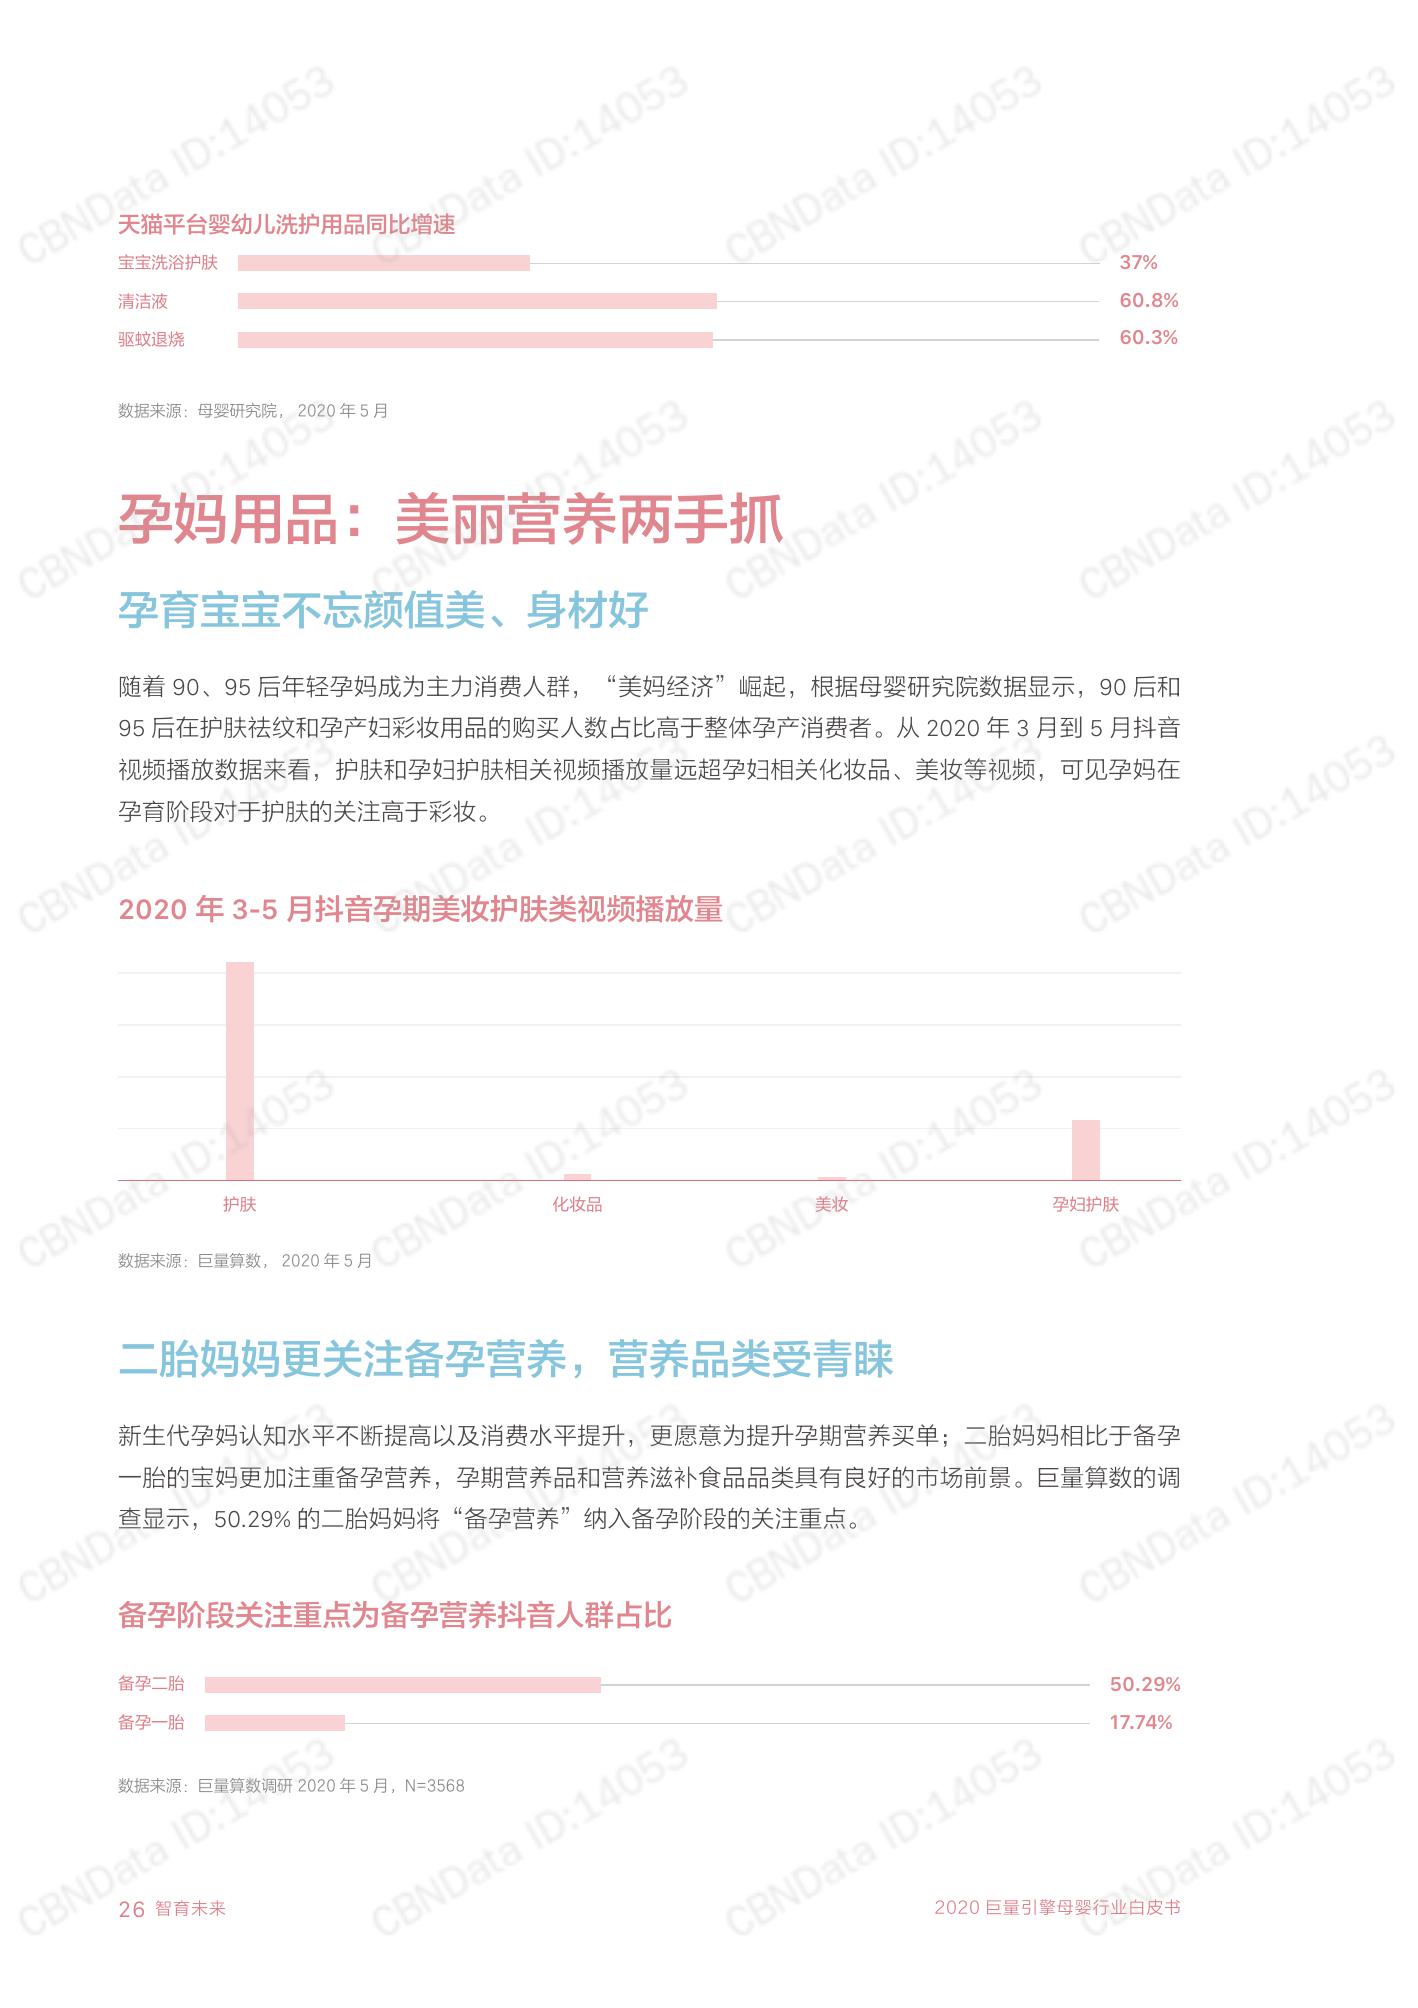 天猫平台婴幼儿洗护用品同比增速
宝宝洗浴护肤 37%
清洁液 60.8%
驱蚊退烧 60.3%
数据来源：母婴研究院， 2020 年 5 月
孕妈用品：美丽营养两手抓
孕育宝宝不忘颜值美、身材好
随着 90、95 后年轻孕妈成为主力消费人群，“美妈经济”崛起，根据母婴研究院数据显示，90 后和
95 后在护肤祛纹和孕产妇彩妆用品的购买人数占比高于整体孕产消费者。从 2020 年 3 月到 5 月抖音
视频播放数据来看，护肤和孕妇护肤相关视频播放量远超孕妇相关化妆品、美妆等视频，可见孕妈在
孕育阶段对于护肤的关注高于彩妆。
2020 年 3-5 月抖音孕期美妆护肤类视频播放量
护肤 化妆品 美妆 孕妇护肤
数据来源：巨量算数， 2020 年 5 月
二胎妈妈更关注备孕营养，营养品类受青睐
新生代孕妈认知水平不断提高以及消费水平提升，更愿意为提升孕期营养买单；二胎妈妈相比于备孕
一胎的宝妈更加注重备孕营养，孕期营养品和营养滋补食品品类具有良好的市场前景。巨量算数的调
查显示，50.29% 的二胎妈妈将“备孕营养”纳入备孕阶段的关注重点。
备孕阶段关注重点为备孕营养抖音人群占比
备孕二胎 50.29%
备孕一胎 17.74%
数据来源：巨量算数调研 2020 年 5 月，N=3568
26 智育未来 2020 巨量引擎母婴行业白皮书
CBNData ID:14053